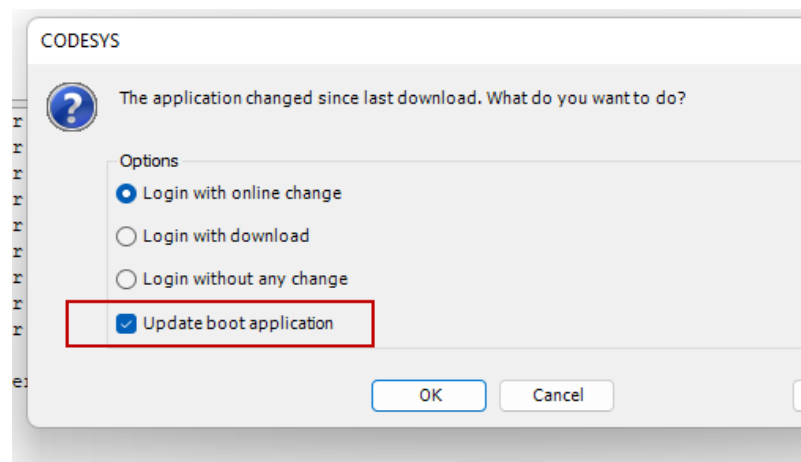 CODESYS
The application changed since last download. What do you want to do?
Options
Login with online change
Login with download
Login without any change
Update boot application
OK
Cancel